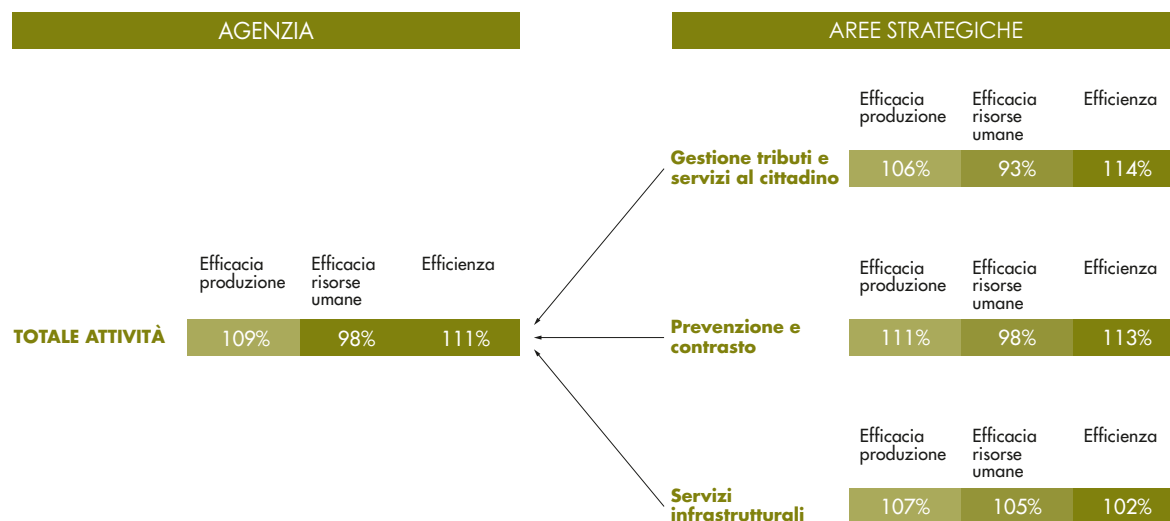 AGENZIA
AREE STRATEGICHE
Efficacia
produzione
Efficacia
risorse
umane
Efficienza
Gestione tributi e
servizi al cittadino
106%
93%
114%
Efficacia
produzione
Efficacia
risorse
umane
Efficienza
TOTALE ATTIVITÀ
109%
98%
111%
Efficacia
produzione
Efficacia
risorse
umane
Efficienza
Prevenzione e
contrasto
111%
98%
113%
Efficacia
produzione
Efficacia
risorse
umane
Efficienza
Servizi
infrastrutturali
107%
105%
102%